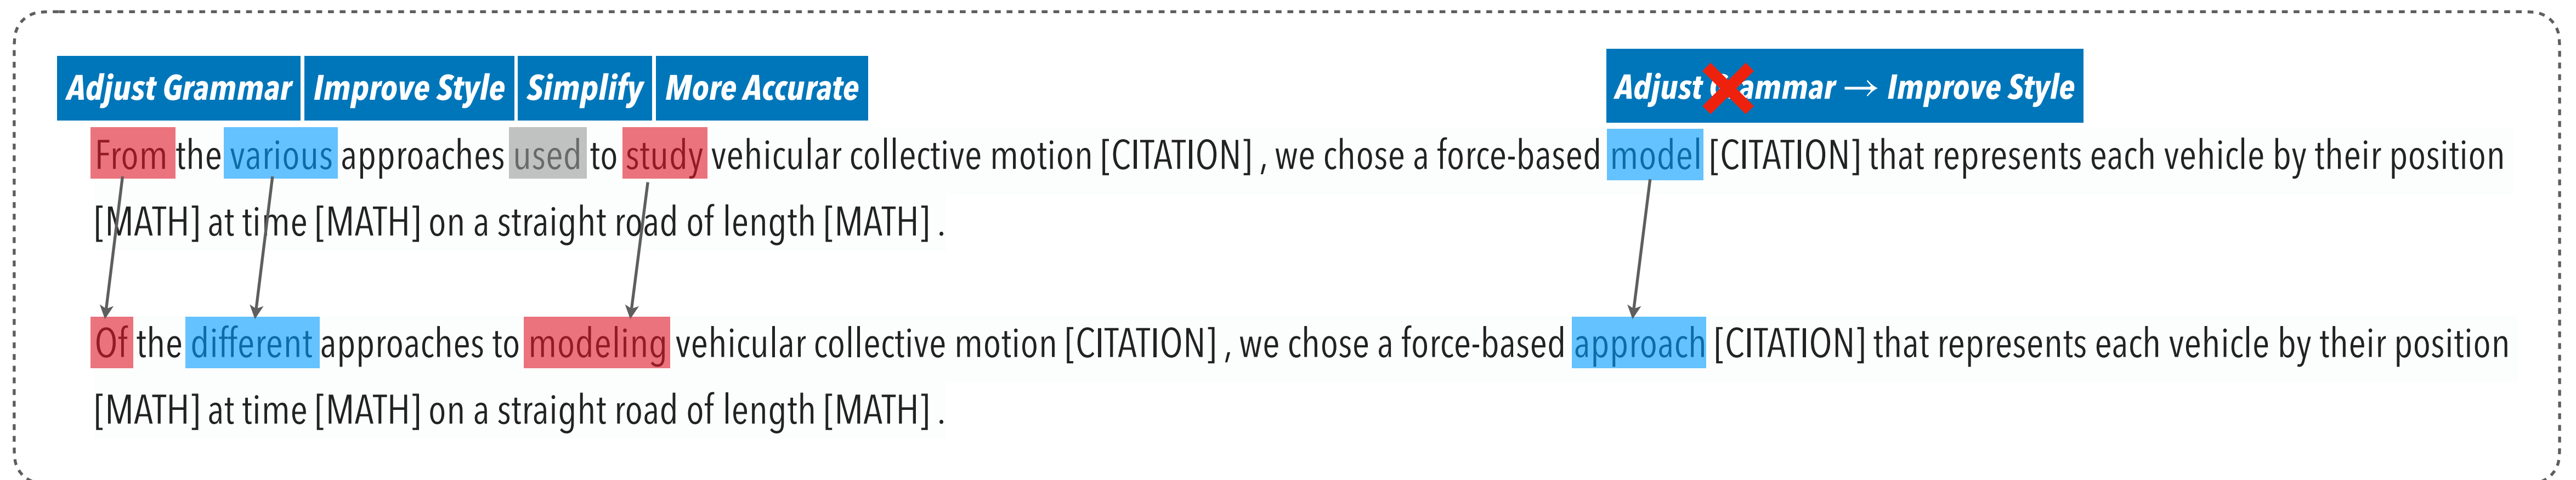 Adjust Grammar Improve Style Simplify More Accurate Adjust Grammar → Improve Style
From the various approaches used to study vehicular collective motion [CITATION] , we chose a force-based model [CITATION] that represents each vehicle by their position
[MATH] at time [MATH] on a straight road of length [MATH] .
Of the different approaches to modeling vehicular collective motion [CITATION] , we chose a force-based approach [CITATION] that represents each vehicle by their position
[MATH] at time [MATH] on a straight road of length [MATH] .